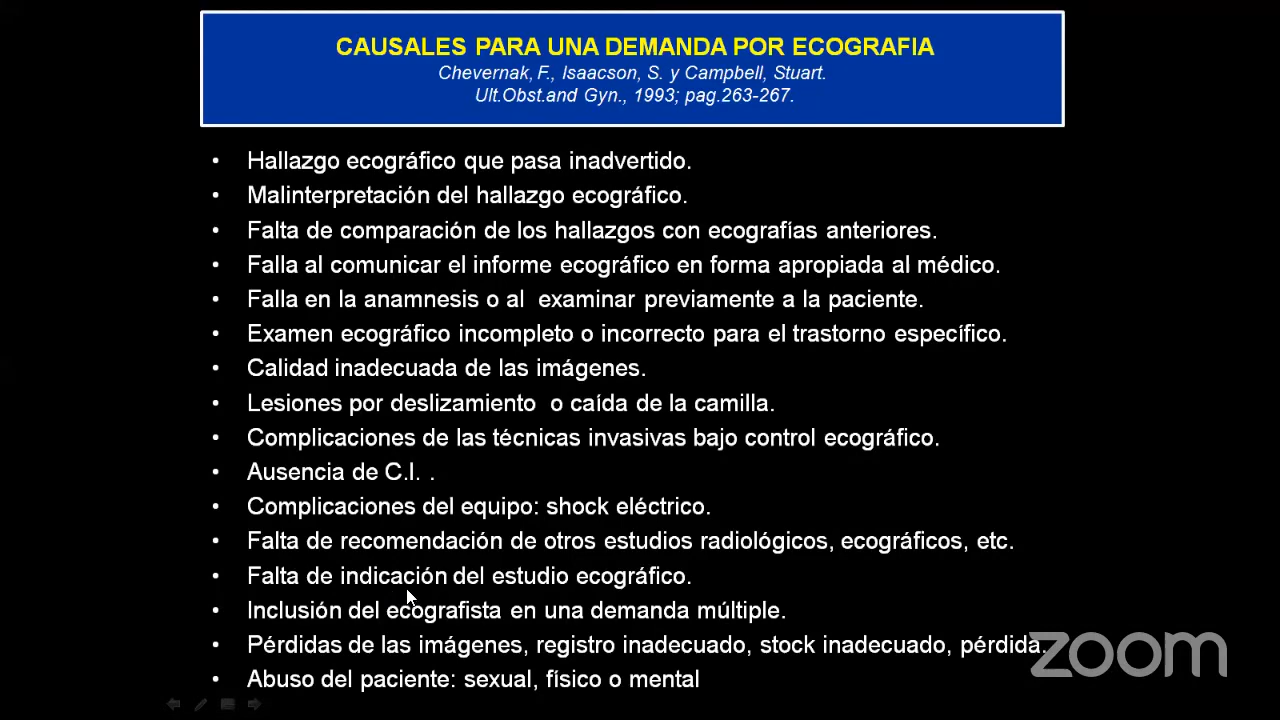 CAUSALES PARA UNA DEMANDA POR ECOGRAFIA
Chevernak, F., Isaacson, S. y Campbell, Stuart.
Ult.Obst.and Gyn., 1993; pag.263-267.
• Hallazgo ecográfico que pasa inadvertido.
• Malinterpretación del hallazgo ecográfico.
• Falta de comparación de los hallazgos con ecografías anteriores.
• Falla al comunicar el informe ecográfico en forma apropiada al médico.
• Falla en la anamnesis o al examinar previamente a la paciente.
• Examen ecográfico incompleto o incorrecto para el trastorno específico.
• Calidad inadecuada de las imágenes.
• Lesiones por deslizamiento o caída de la camilla.
• Complicaciones de las técnicas invasivas bajo control ecográfico.
• Ausencia de C.I. .
• Complicaciones del equipo: shock eléctrico.
• Falta de recomendación de otros estudios radiológicos, ecográficos, etc.
• Falta de indicación del estudio ecográfico.
• Inclusión del ecografista en una demanda múltiple.
• Pérdidas de las imágenes, registro inadecuado, stock inadecuado, pérdida.
• Abuso del paciente: sexual, físico o mental
zoom